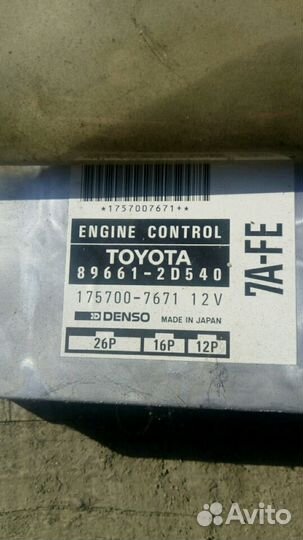 *1757007671+*
ENGINE CONTROL
TOYOTA
89661-2D540
175700-7671 12V
DENSO MADE IN JAPAN
26P 16P 12P
7A-FE
Avito